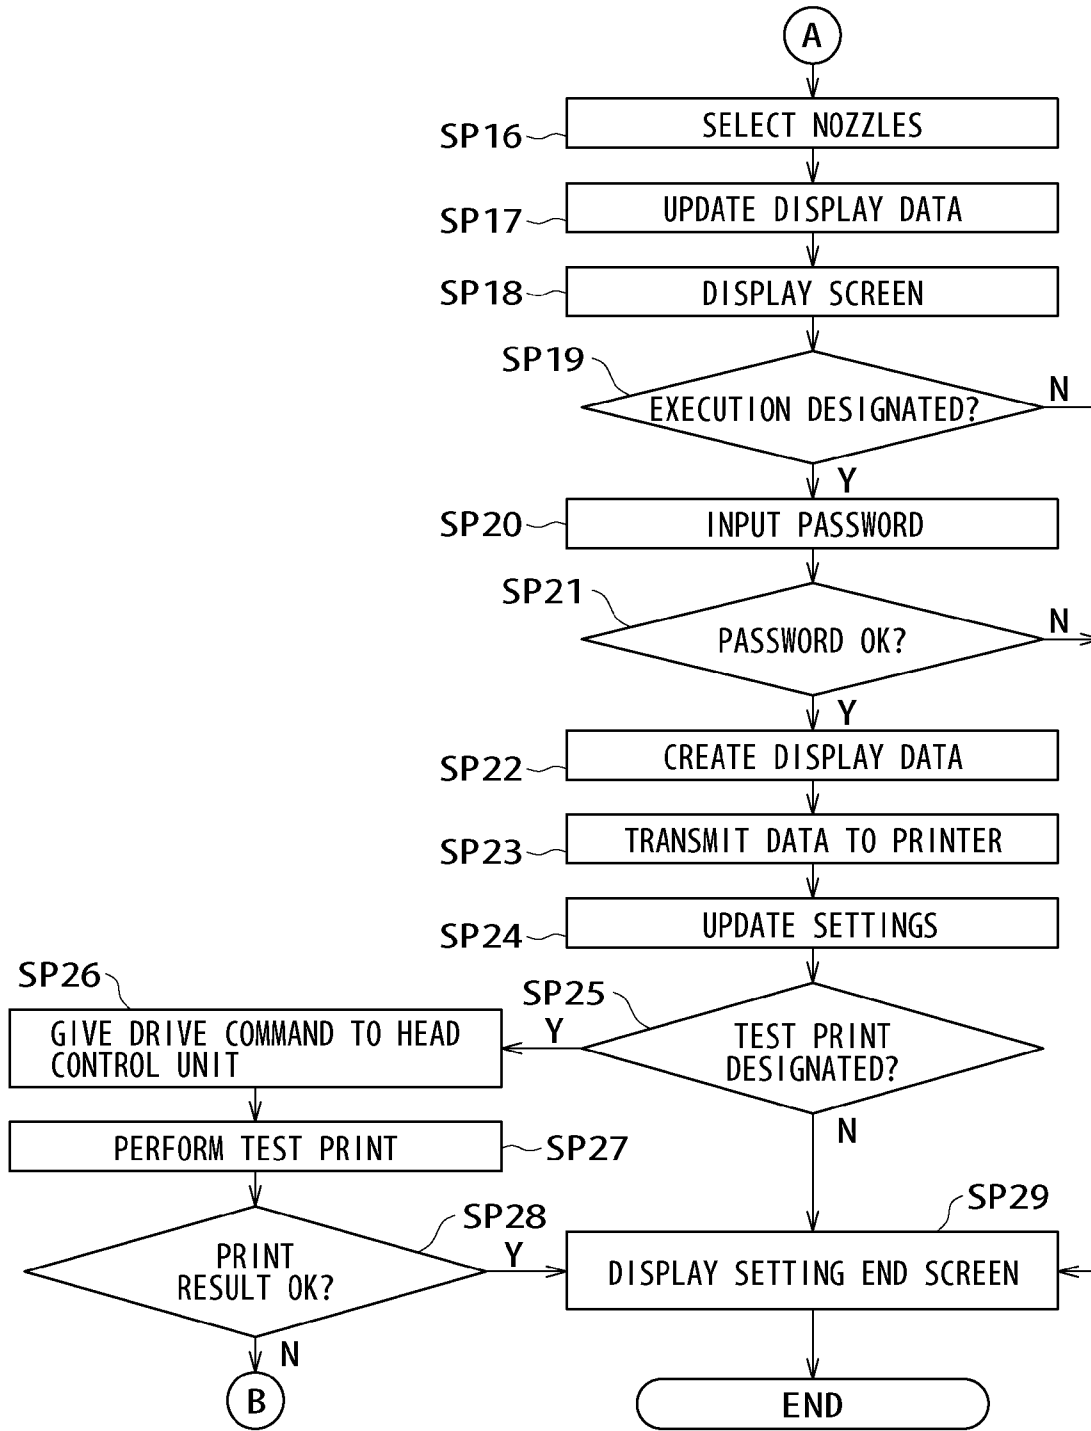 A
SP16
SELECT NOZZLES
SP17
UPDATE DISPLAY DATA
SP18
DISPLAY SCREEN
SP19
EXECUTION DESIGNATED?
N
Y
SP20
INPUT PASSWORD
SP21
PASSWORD OK?
N
Y
SP22
CREATE DISPLAY DATA
SP23
TRANSMIT DATA TO PRINTER
SP24
UPDATE SETTINGS
SP25
TEST PRINT
DESIGNATED?
Y
N
SP26
GIVE DRIVE COMMAND TO HEAD
CONTROL UNIT
PERFORM TEST PRINT
SP27
SP28
PRINT
RESULT OK?
Y
N
B
SP29
DISPLAY SETTING END SCREEN
END